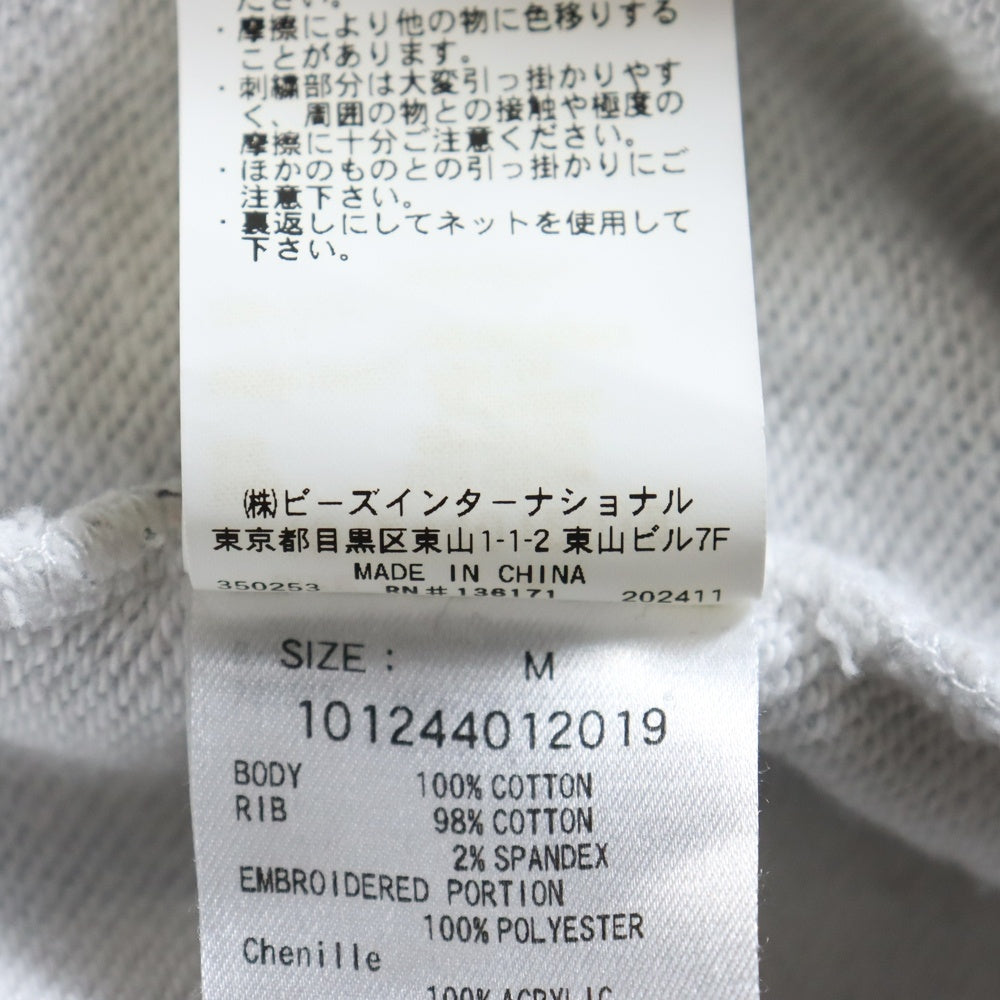 ださい。
・摩擦により他の物に色移りする
ことがあります。
・刺繍部分は大変引っ掛かりやす
く、周囲の物との接触や極度の
摩擦に十分ご注意ください。
・ほかのものとの引っ掛かりにご
注意下さい。
・裏返しにしてネットを使用して
下さい。
㈱ビーズインターナショナル
東京都目黒区東山1-1-2 東山ビル7F
MADE IN CHINA
350253 RN# 136171 202411
SIZE : M
101244012019
BODY 100% COTTON
RIB 98% COTTON
2% SPANDEX
EMBROIDERED PORTION
100% POLYESTER
Chenille
100% ACRYLIC